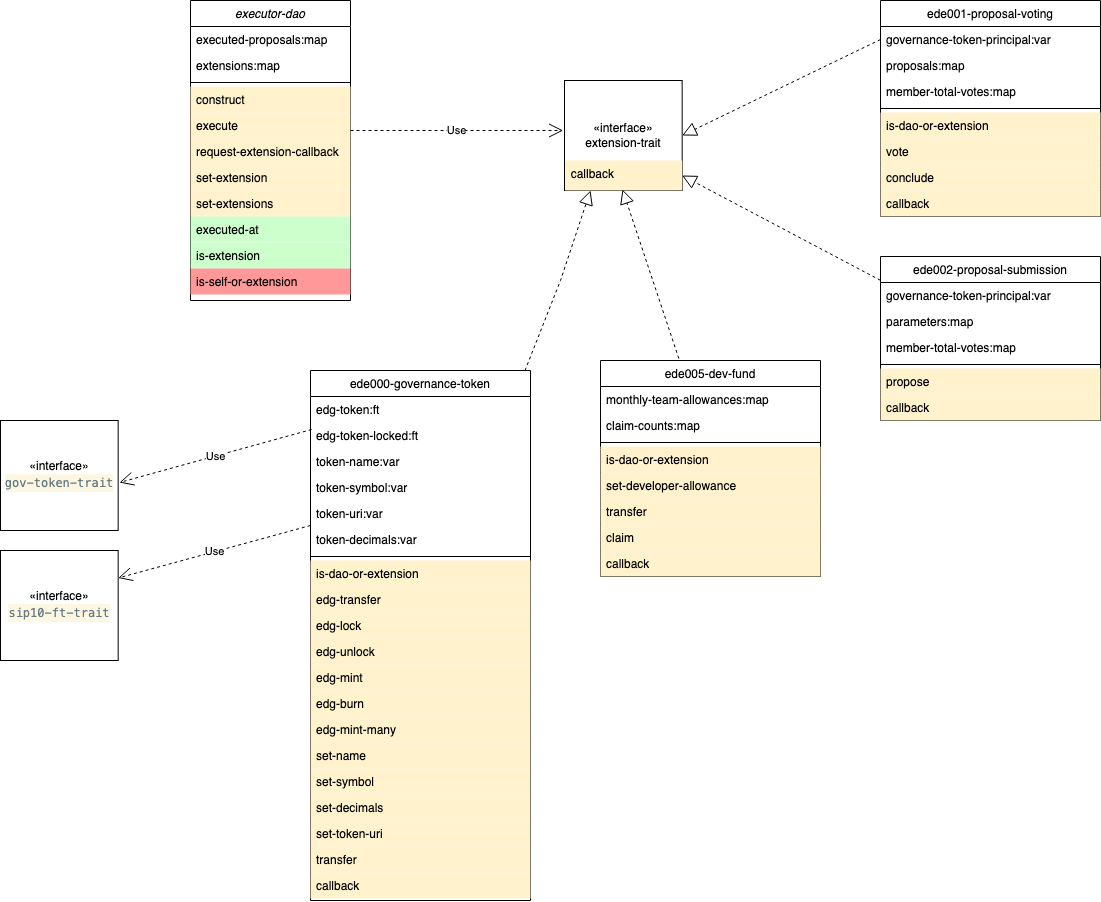 executor-dao
executed-proposals:map
extensions:map
construct
execute
request-extension-callback
set-extension
set-extensions
executed-at
is-extension
is-self-or-extension
Use
«interface»
extension-trait
callback
ede001-proposal-voting
governance-token-principal:var
proposals:map
member-total-votes:map
is-dao-or-extension
vote
conclude
callback
ede002-proposal-submission
governance-token-principal:var
parameters:map
member-total-votes:map
propose
callback
ede005-dev-fund
monthly-team-allowances:map
claim-counts:map
is-dao-or-extension
set-developer-allowance
transfer
claim
callback
ede000-governance-token
edg-token:ft
edg-token-locked:ft
token-name:var
token-symbol:var
token-uri:var
token-decimals:var
is-dao-or-extension
edg-transfer
edg-lock
edg-unlock
edg-mint
edg-burn
edg-mint-many
set-name
set-symbol
set-decimals
set-token-uri
transfer
callback
Use
«interface»
gov-token-trait
Use
«interface»
sip10-ft-trait